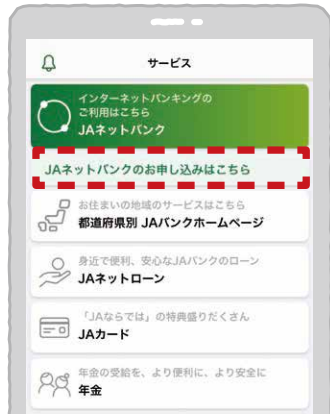 サービス
インターネットバンキングの
ご利用はこちら
JAネットバンク
JAネットバンクのお申し込みはこちら
お住まいの地域のサービスはこちら
都道府県別 JAバンクホームページ
身近で便利、安心なJAバンクのローン
JAネットローン
「JAならでは」の特典盛りだくさん
JAカード
年金の受給を、より便利に、より安全に
年金